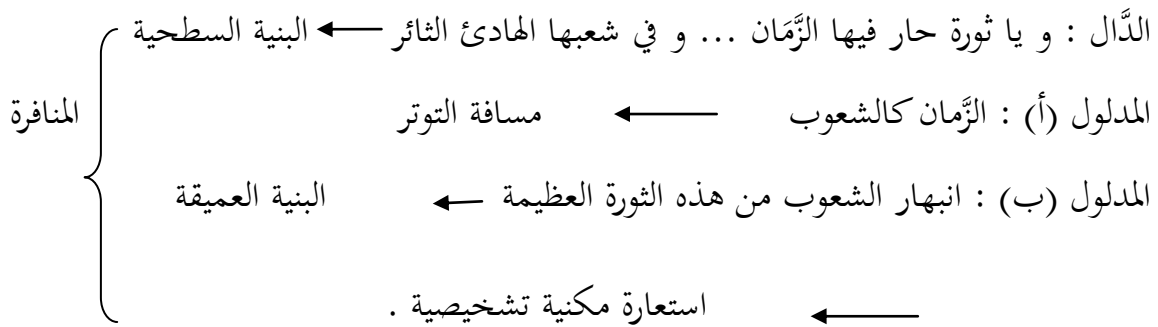 الدَّال : و يا ثورة حار فيها الزَّمَان ... و في شعبها الهادئ الثائر ← البنية السطحية
المدلول (أ) : الزَّمان كالشعوب ← مسافة التوتر
المنافرة
المدلول (ب) : انبهار الشعوب من هذه الثورة العظيمة ← البنية العميقة
← استعارة مكنية تشخيصية .